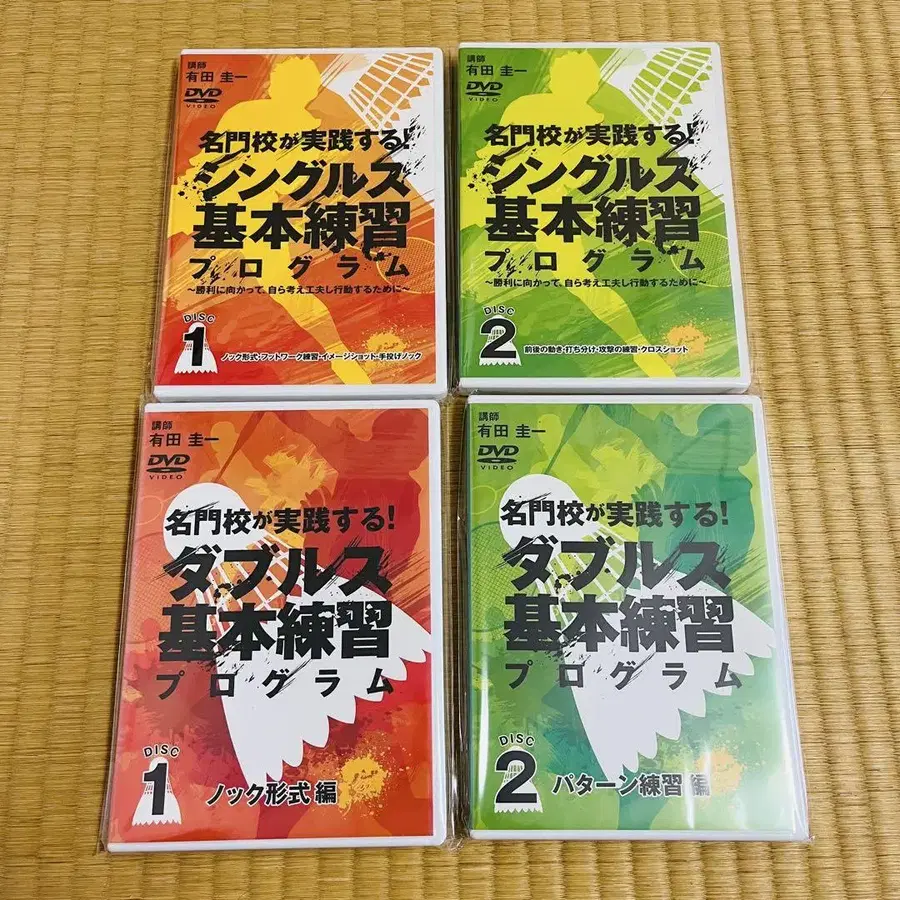 講師
有田 圭一
DVD
VIDEO
名門校が実践する!
シングルス
基本練習
プログラム
～勝利に向かって、自ら考え工夫し行動するために～
DISC
1
ノック形式・フットワーク練習・イメージショット・手投げノック
講師
有田 圭一
DVD
VIDEO
名門校が実践する!
シングルス
基本練習
プログラム
～勝利に向かって、自ら考え工夫し行動するために～
DISC
2
前後の動き・打ち分け・攻撃の練習・クロスショット
講師
有田 圭一
DVD
VIDEO
名門校が実践する!
ダブルス
基本練習
プログラム
DISC
1
ノック形式 編
講師
有田 圭一
DVD
VIDEO
名門校が実践する!
ダブルス
基本練習
プログラム
DISC
2
パターン練習 編